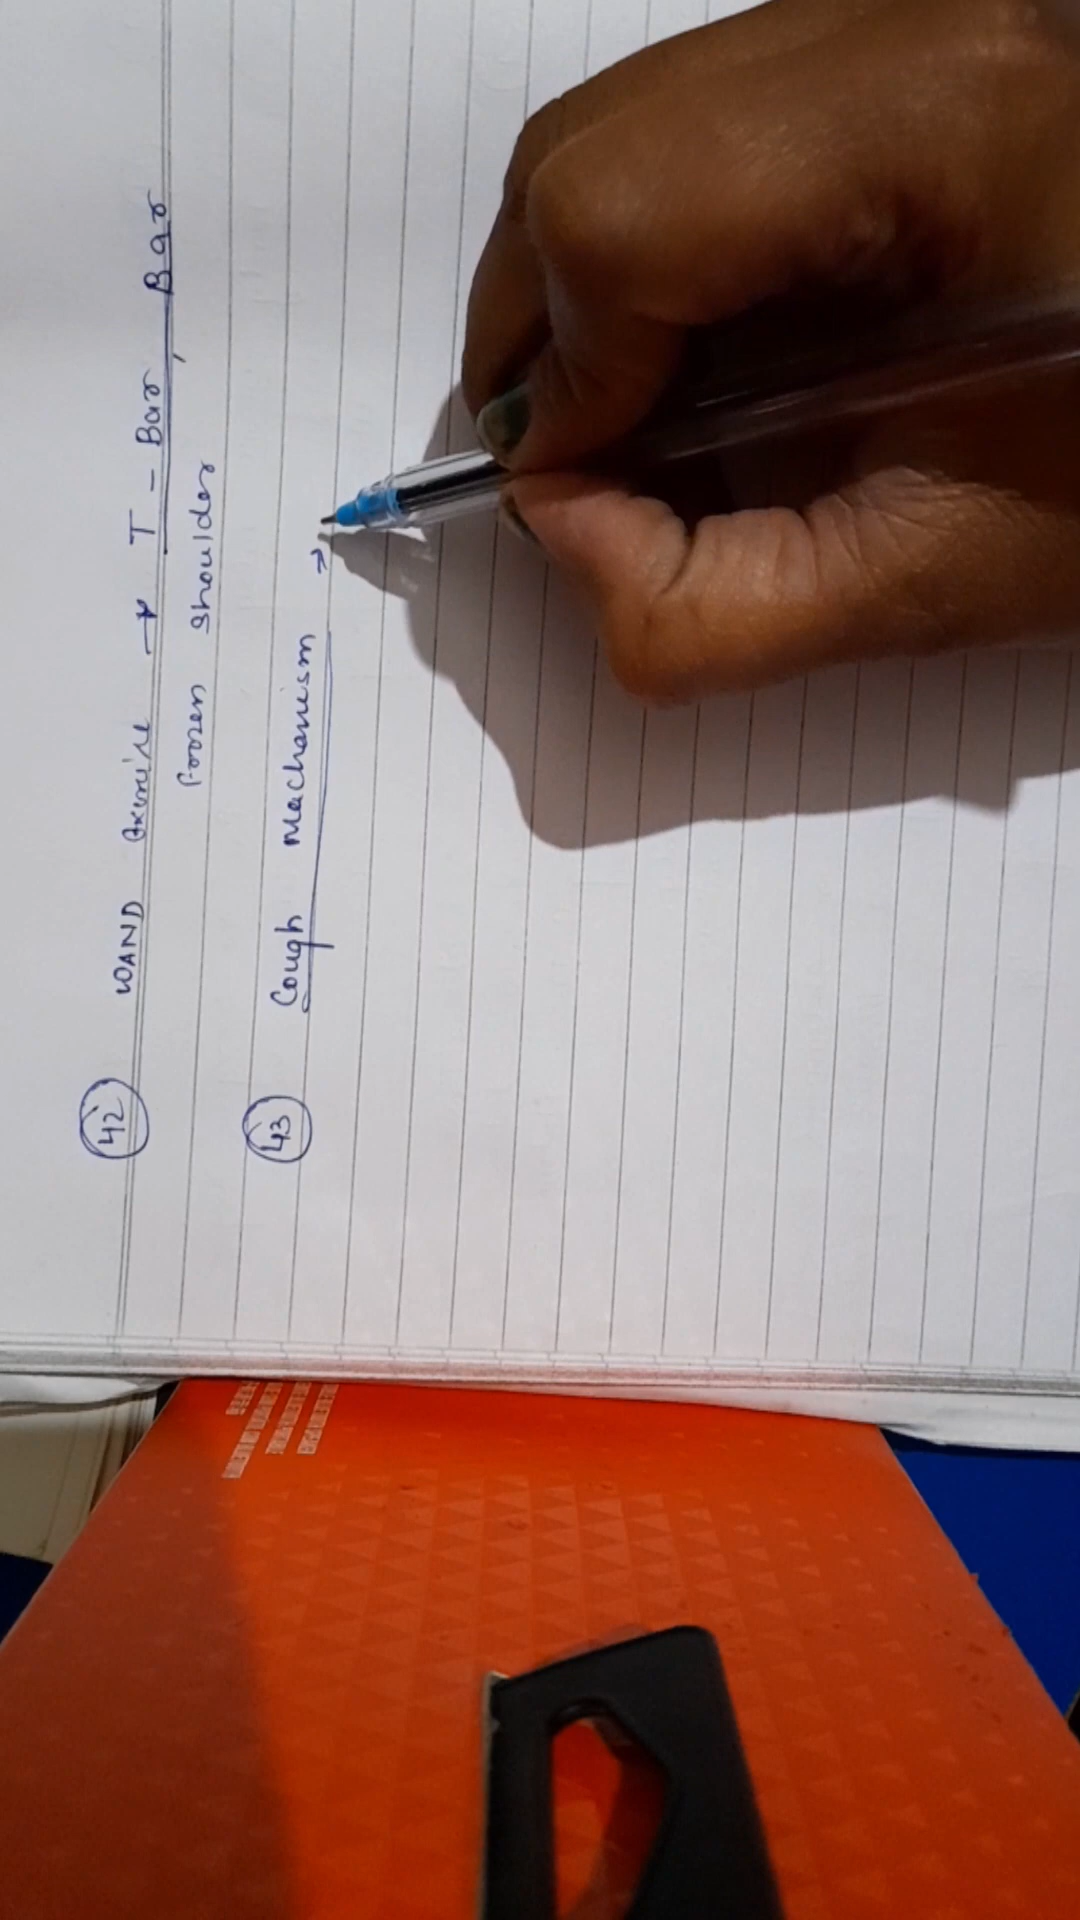 42 WAND Exercise → T - Bar, Bar
frozen shoulder
43 Cough Mechanism →